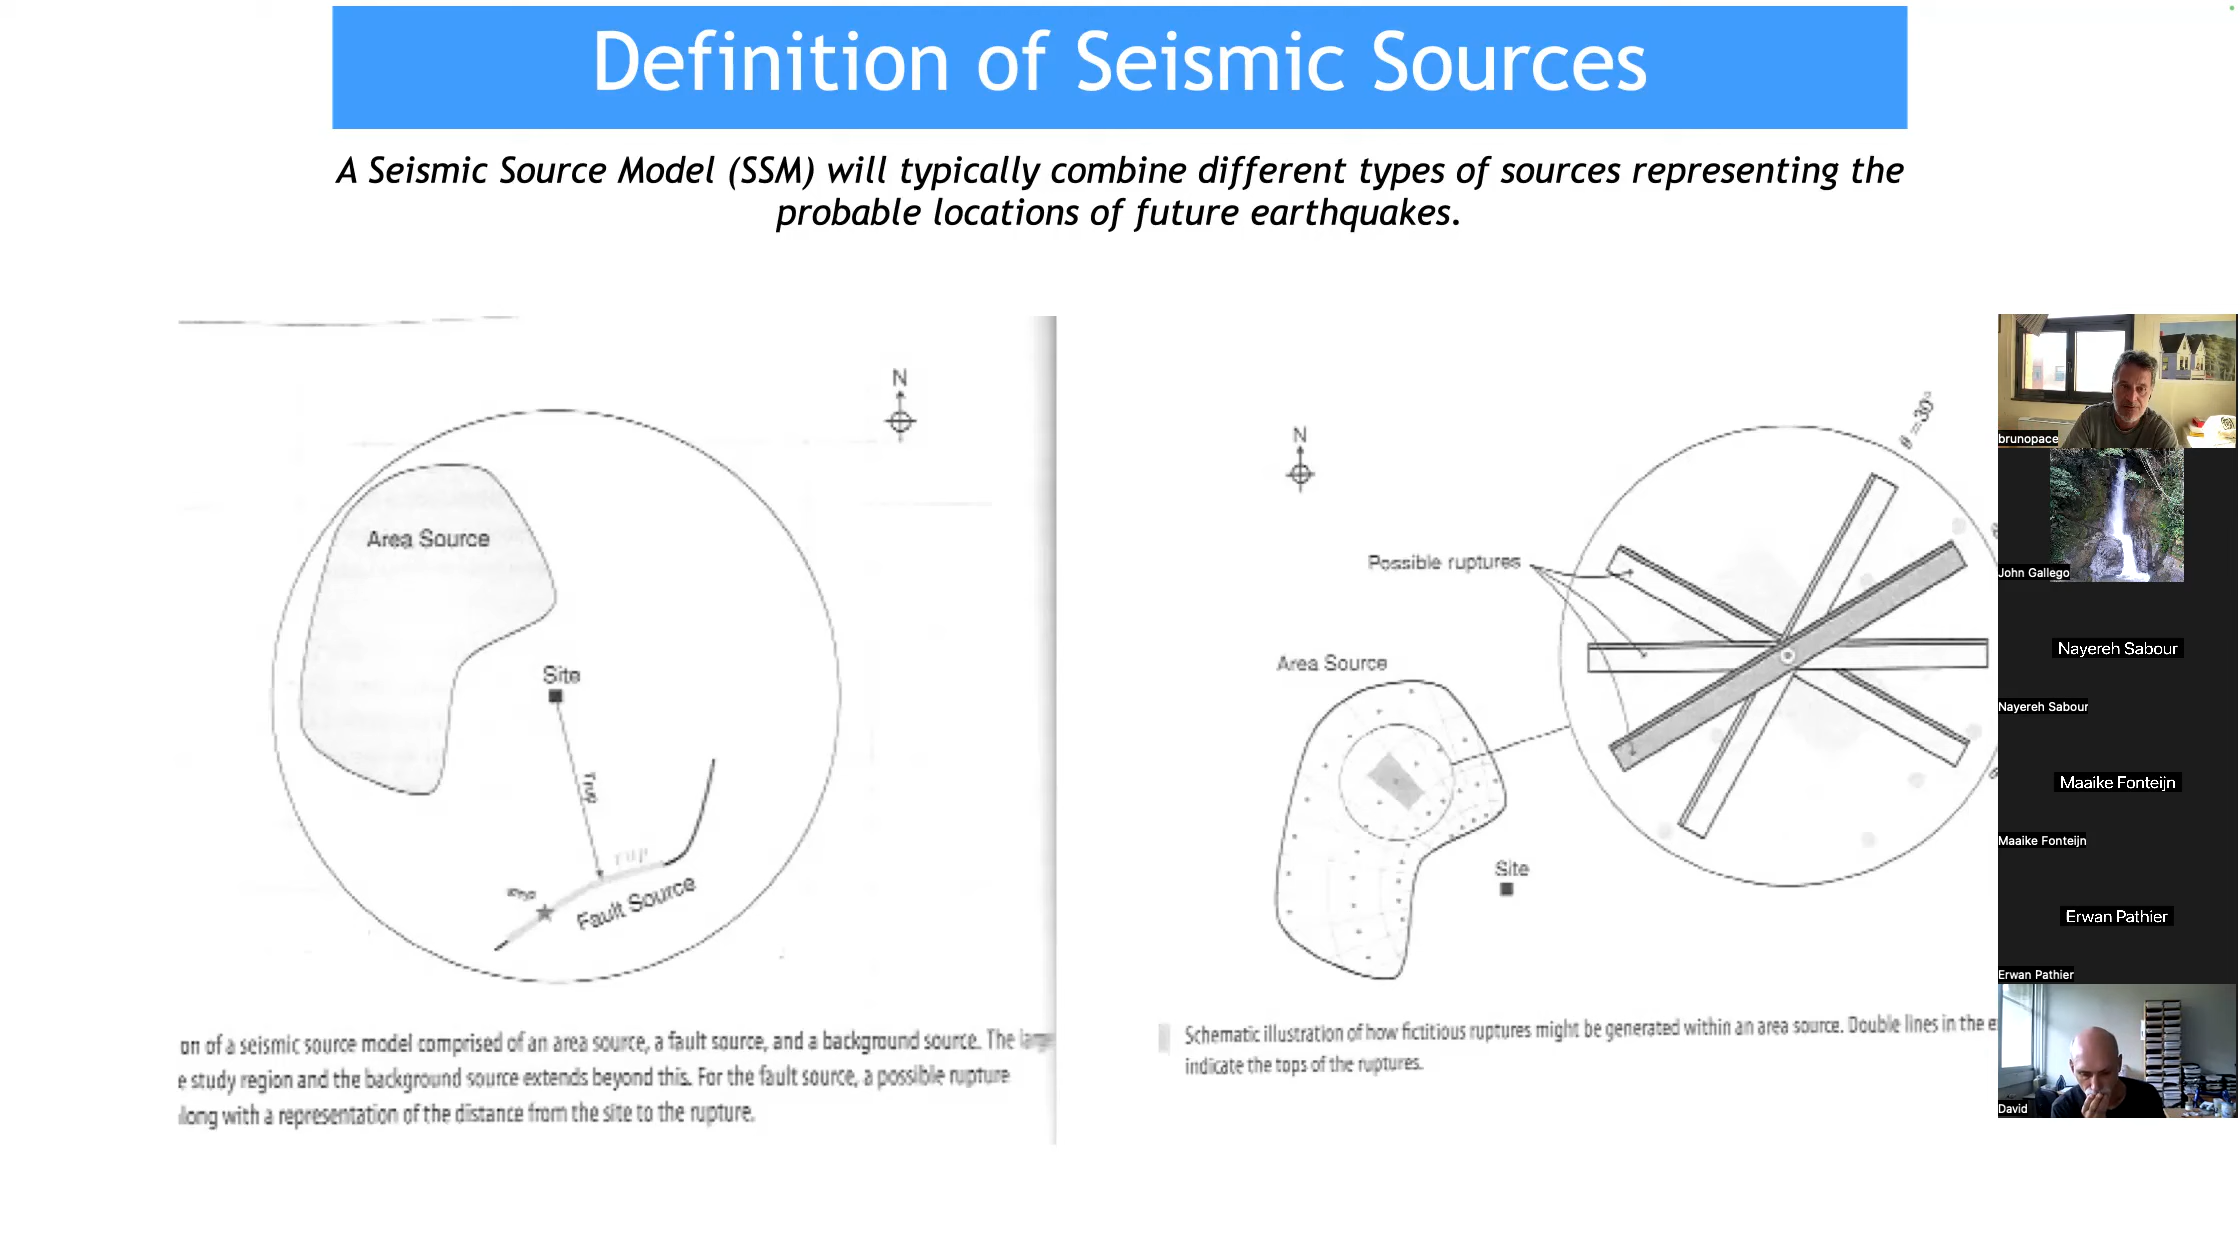 Definition of Seismic Sources
A Seismic Source Model (SSM) will typically combine different types of sources representing the
probable locations of future earthquakes.
N
Area Source
Site
rup
Fault Source
on of a seismic source model comprised of an area source, a fault source, and a background source. The large
e study region and the background source extends beyond this. For the fault source, a possible rupture
long with a representation of the distance from the site to the rupture.
N
θ = 30°
Possible ruptures
Area Source
Site
Schematic illustration of how fictitious ruptures might be generated within an area source. Double lines in the e
indicate the tops of the ruptures.
brunopace
John Gallego
Nayereh Sabour
Nayereh Sabour
Maaike Fonteijn
Maaike Fonteijn
Erwan Pathier
Erwan Pathier
David